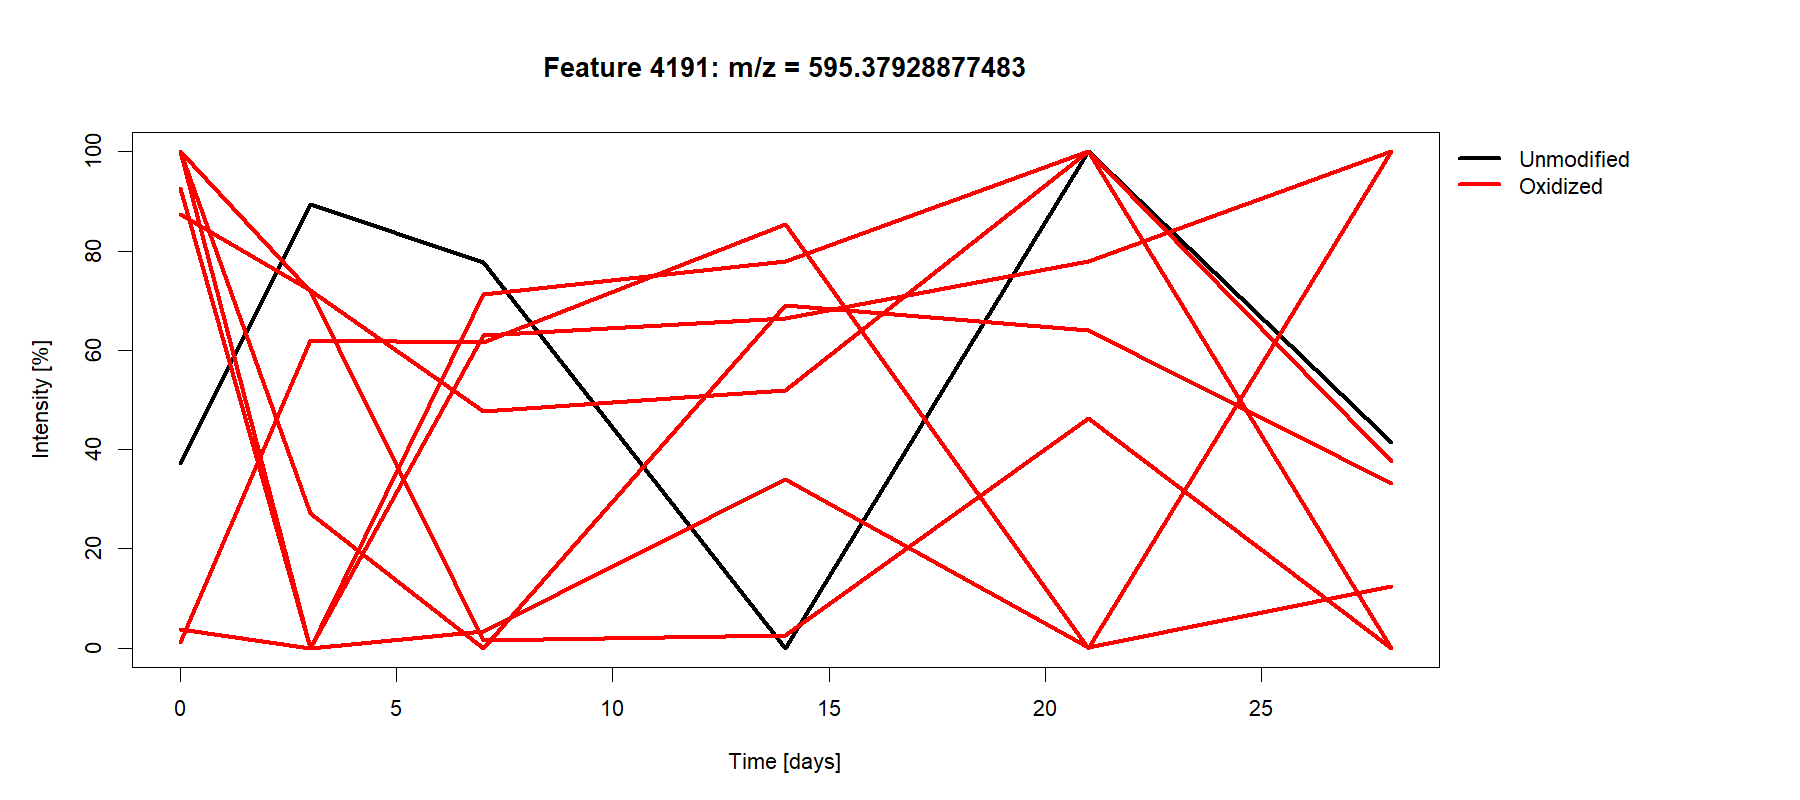 Feature 4191: m/z = 595.37928877483
Unmodified
Oxidized
Intensity [%]
100
80
60
40
20
0
0 5 10 15 20 25
Time [days]